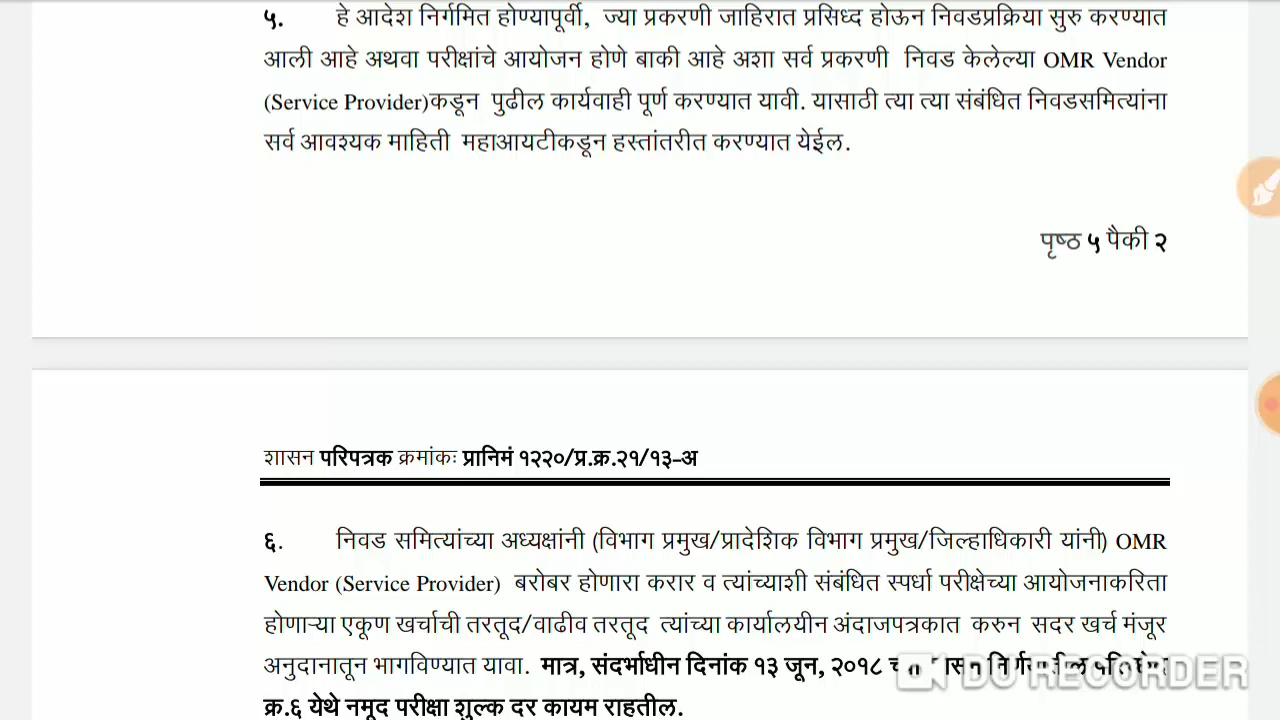 ५. हे आदेश निर्गमित होण्यापूर्वी, ज्या प्रकरणी जाहिरात प्रसिध्द होऊन निवडप्रक्रिया सुरु करण्यात
आली आहे अथवा परीक्षांचे आयोजन होणे बाकी आहे अशा सर्व प्रकरणी निवड केलेल्या OMR Vendor
(Service Provider)कडून पुढील कार्यवाही पूर्ण करण्यात यावी. यासाठी त्या त्या संबंधित निवडसमित्यांना
सर्व आवश्यक माहिती महाआयटीकडून हस्तांतरीत करण्यात येईल.
पृष्ठ ५ पैकी २
शासन परिपत्रक क्रमांकः प्रानिमं १२२०/प्र.क्र.२१/१३-अ
६. निवड समित्यांच्या अध्यक्षांनी (विभाग प्रमुख/प्रादेशिक विभाग प्रमुख/जिल्हाधिकारी यांनी) OMR
Vendor (Service Provider) बरोबर होणारा करार व त्यांच्याशी संबंधित स्पर्धा परीक्षेच्या आयोजनाकरिता
होणाऱ्या एकूण खर्चाची तरतूद/वाढीव तरतूद त्यांच्या कार्यालयीन अंदाजपत्रकात करुन सदर खर्च मंजूर
अनुदानातून भागविण्यात यावा. मात्र, संदर्भाधीन दिनांक १३ जून, २०१८
DU RECORDER
क्र.६ येथे नमूद परीक्षा शुल्क दर कायम राहतील.